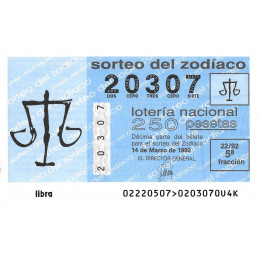 sorteo del zodíaco
20307
DOS CERO TRES CERO SIETE
lotería nacional
250 pesetas
Décima parte del billete
para el sorteo del Zodíaco
14 de Marzo de 1992
EL DIRECTOR GENERAL
22/92
5ª
fracción
20307
libra
02220507>0203070U4K